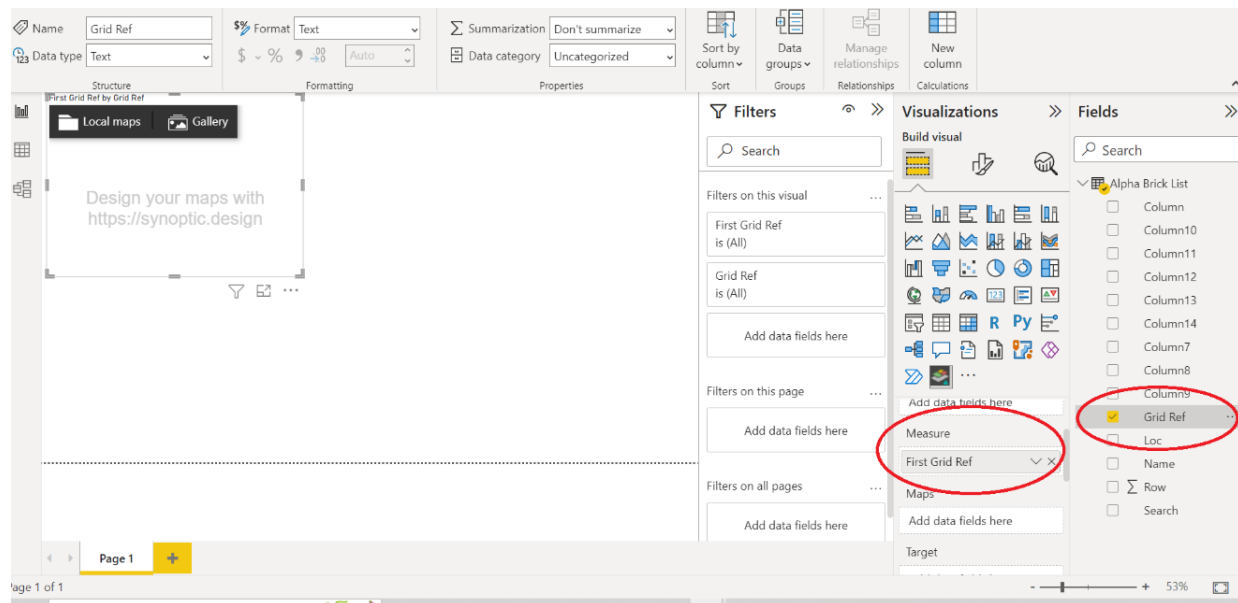 Name Grid Ref
Format Text
Summarization Don't summarize
Data type Text
$ % 9 .00 Auto
Data category Uncategorized
Sort by column
Data groups
Manage relationships
New column
Structure
Formatting
Properties
Sort
Groups
Relationships
Calculations
First Grid Ref by Grid Ref
Local maps
Gallery
Design your maps with
https://synoptic.design
Filters
Search
Filters on this visual ...
First Grid Ref
is (All)
Grid Ref
is (All)
Add data fields here
Filters on this page ...
Add data fields here
Filters on all pages ...
Add data fields here
Visualizations
Build visual
123
R Py
...
Add data fields here
Measure
First Grid Ref
Maps
Add data fields here
Target
Fields
Search
Alpha Brick List
Column
Column10
Column11
Column12
Column13
Column14
Column7
Column8
Column9
Grid Ref
Loc
Name
Row
Search
Page 1
Page 1 of 1
53%